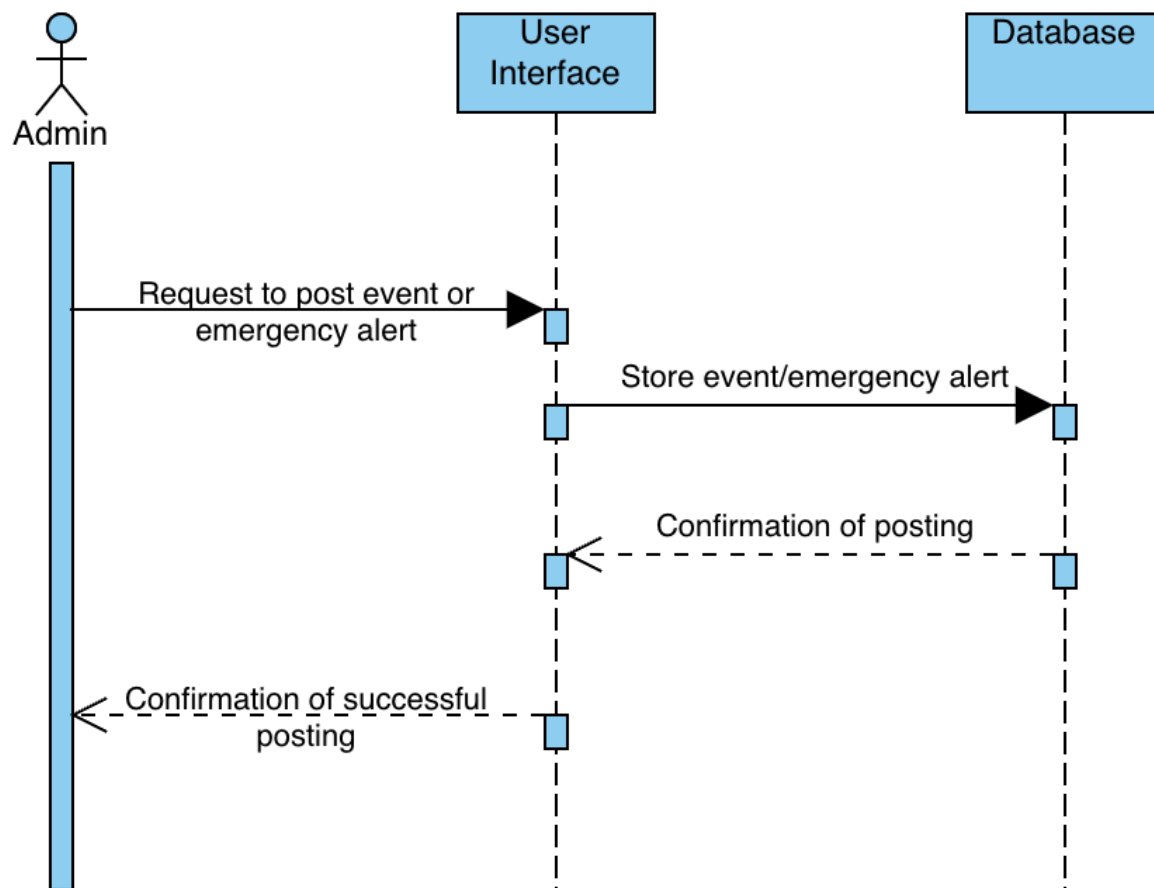 User
Interface
Database
Admin
Request to post event or
emergency alert
Store event/emergency alert
Confirmation of posting
Confirmation of successful
posting